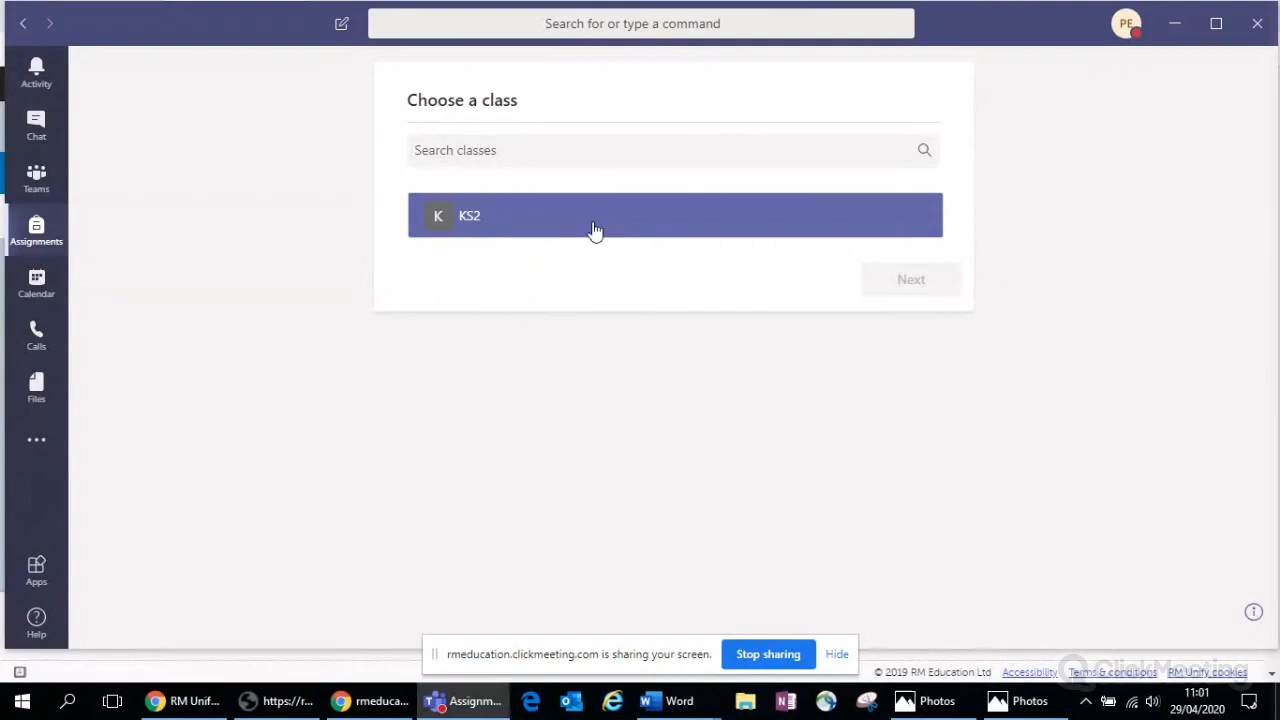 Search for or type a command
PE
Activity
Chat
Teams
Assignments
Calendar
Calls
Files
Apps
Help
Choose a class
Search classes
K KS2
Next
rmeducation.clickmeeting.com is sharing your screen.
Stop sharing
Hide
© 2019 RM Education Ltd
Accessibility
Terms & conditions
RM Unify cookies
ClickMeeting
RM Unif...
https://r...
rmeduca...
Assignm...
Word
Photos
Photos
11:01
29/04/2020